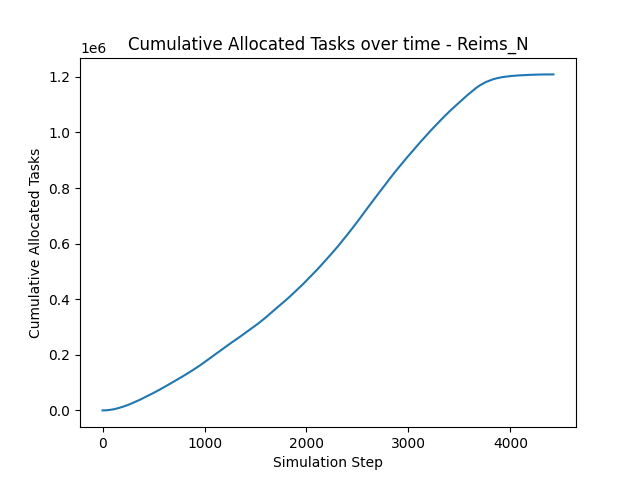 Cumulative Allocated Tasks over time - Reims_N
1e6
1.2
1.0
0.8
0.6
0.4
0.2
0.0
Cumulative Allocated Tasks
0 1000 2000 3000 4000
Simulation Step